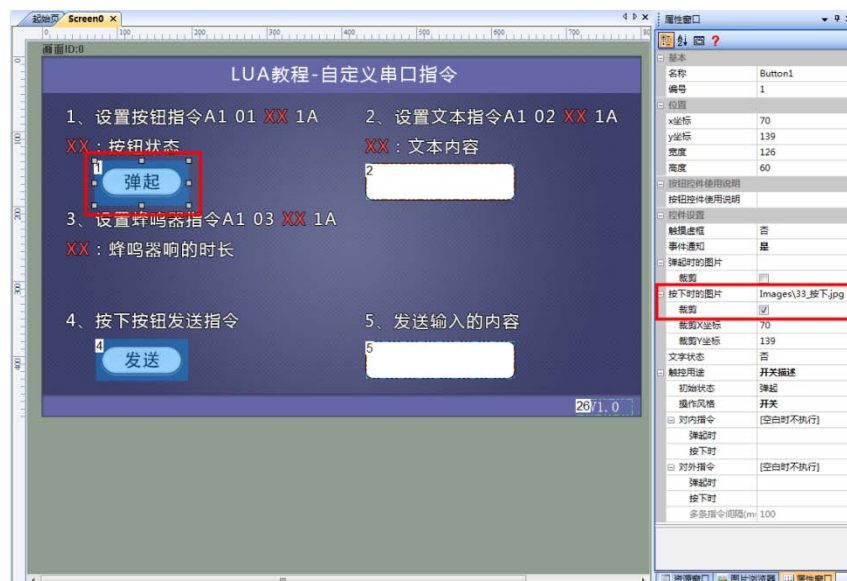 起始页 Screen0 ×
0 100 200 300 400 500 600 700
画面ID:0
LUA教程-自定义串口指令
1、设置按钮指令A1 01 XX 1A
2、设置文本指令A1 02 XX 1A
XX：按钮状态
XX：文本内容
1
弹起
2
3、设置蜂鸣器指令A1 03 XX 1A
XX：蜂鸣器响的时长
4、按下按钮发送指令
5、发送输入的内容
4
发送
5
26 V1.0
属性窗口
基本
名称 Button1
编号 1
位置
x坐标 70
y坐标 139
宽度 126
高度 60
按钮控件使用说明
按钮控件使用说明
控件设置
触摸虚框 否
事件通知 是
弹起时的图片
裁剪
按下时的图片 Images\33_按下.jpg
裁剪
裁剪X坐标 70
裁剪Y坐标 139
文字状态 否
触控用途 开关描述
初始状态 弹起
操作风格 开关
对内指令 [空白时不执行]
弹起时
按下时
对外指令 [空白时不执行]
弹起时
按下时
多条指令间隔(m 100
资源窗口 图片浏览器 属性窗口